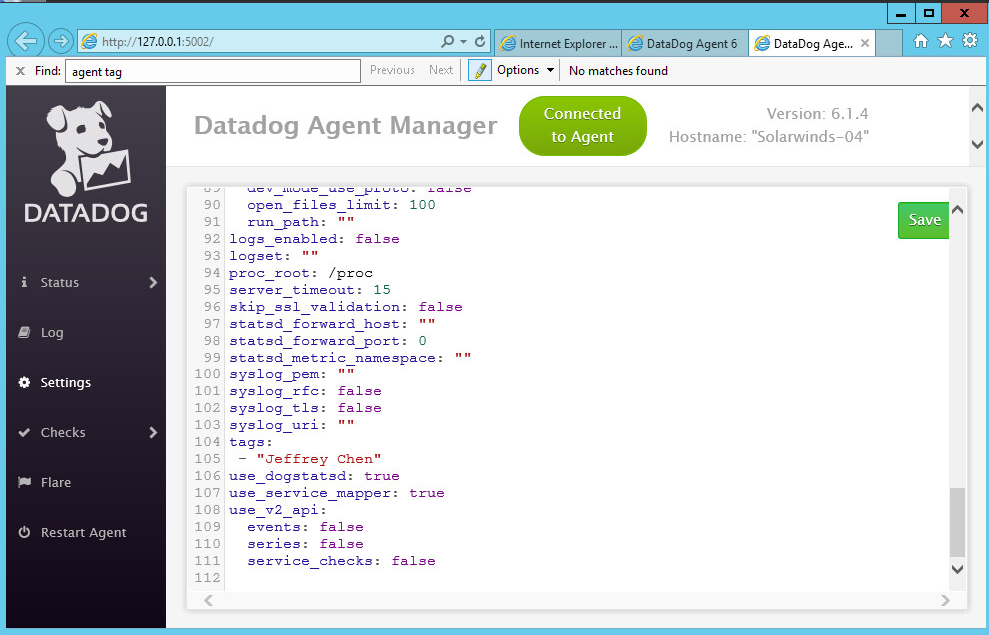 http://127.0.0.1:5002/
Internet Explorer ...
DataDog Agent 6
DataDog Age...
Find: agent tag
Previous Next
Options
No matches found
DATADOG
Status
Log
Settings
Checks
Flare
Restart Agent
Datadog Agent Manager
Connected
to Agent
Version: 6.1.4
Hostname: "Solarwinds-04"
Save
89 dev_mode_use_proto: false
90 open_files_limit: 100
91 run_path: ""
92 logs_enabled: false
93 logset: ""
94 proc_root: /proc
95 server_timeout: 15
96 skip_ssl_validation: false
97 statsd_forward_host: ""
98 statsd_forward_port: 0
99 statsd_metric_namespace: ""
100 syslog_pem: ""
101 syslog_rfc: false
102 syslog_tls: false
103 syslog_uri: ""
104 tags:
105 - "Jeffrey Chen"
106 use_dogstatsd: true
107 use_service_mapper: true
108 use_v2_api:
109 events: false
110 series: false
111 service_checks: false
112